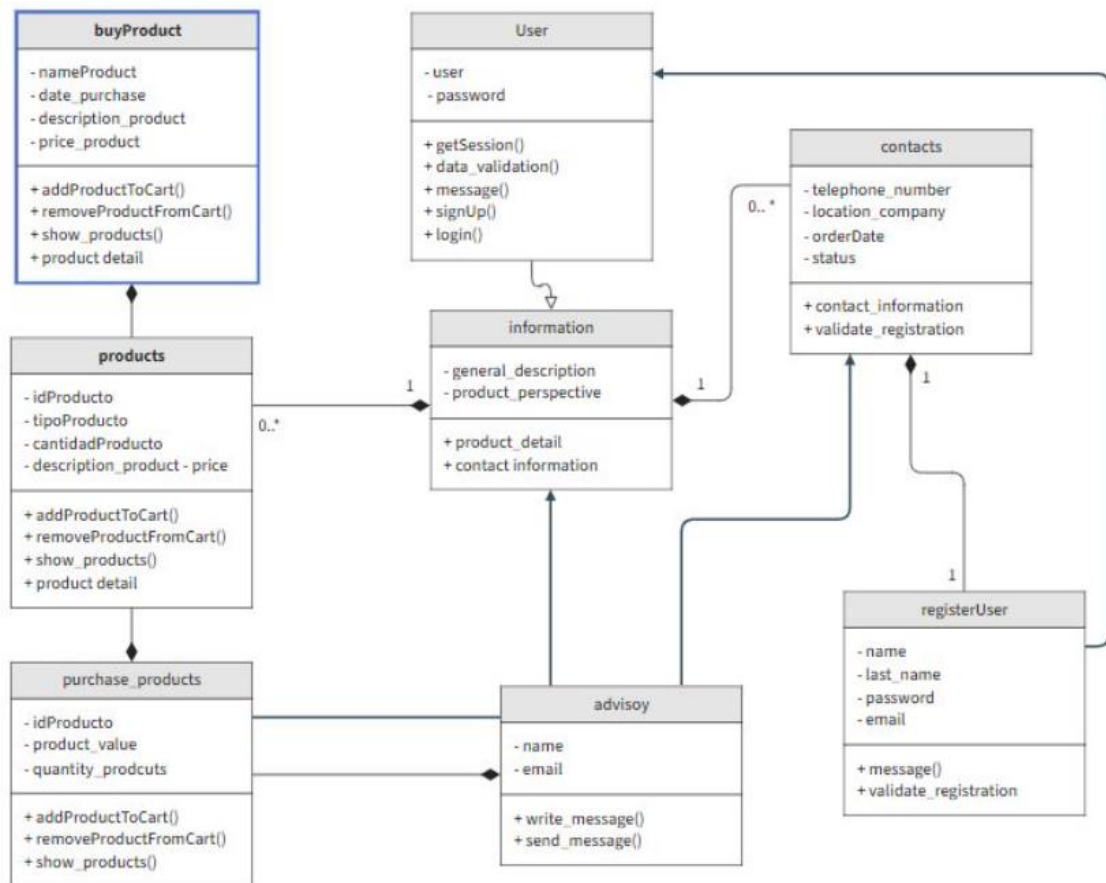 buyProduct
- nameProduct
- date_purchase
- description_product
- price_product
+ addProductToCart()
+ removeProductFromCart()
+ show_products()
+ product detail
User
- user
- password
+ getSession()
+ data_validation()
+ message()
+ signUp()
+ login()
contacts
- telephone_number
- location_company
- orderDate
- status
+ contact_information
+ validate_registration
0.. *
1
1
products
- idProducto
- tipoProducto
- cantidadProducto
- description_product - price
+ addProductToCart()
+ removeProductFromCart()
+ show_products()
+ product detail
1
0..*
information
- general_description
- product_perspective
+ product_detail
+ contact information
1
registerUser
- name
- last_name
- password
- email
+ message()
+ validate_registration
purchase_products
- idProducto
- product_value
- quantity_prodcuts
+ addProductToCart()
+ removeProductFromCart()
+ show_products()
advisoy
- name
- email
+ write_message()
+ send_message()